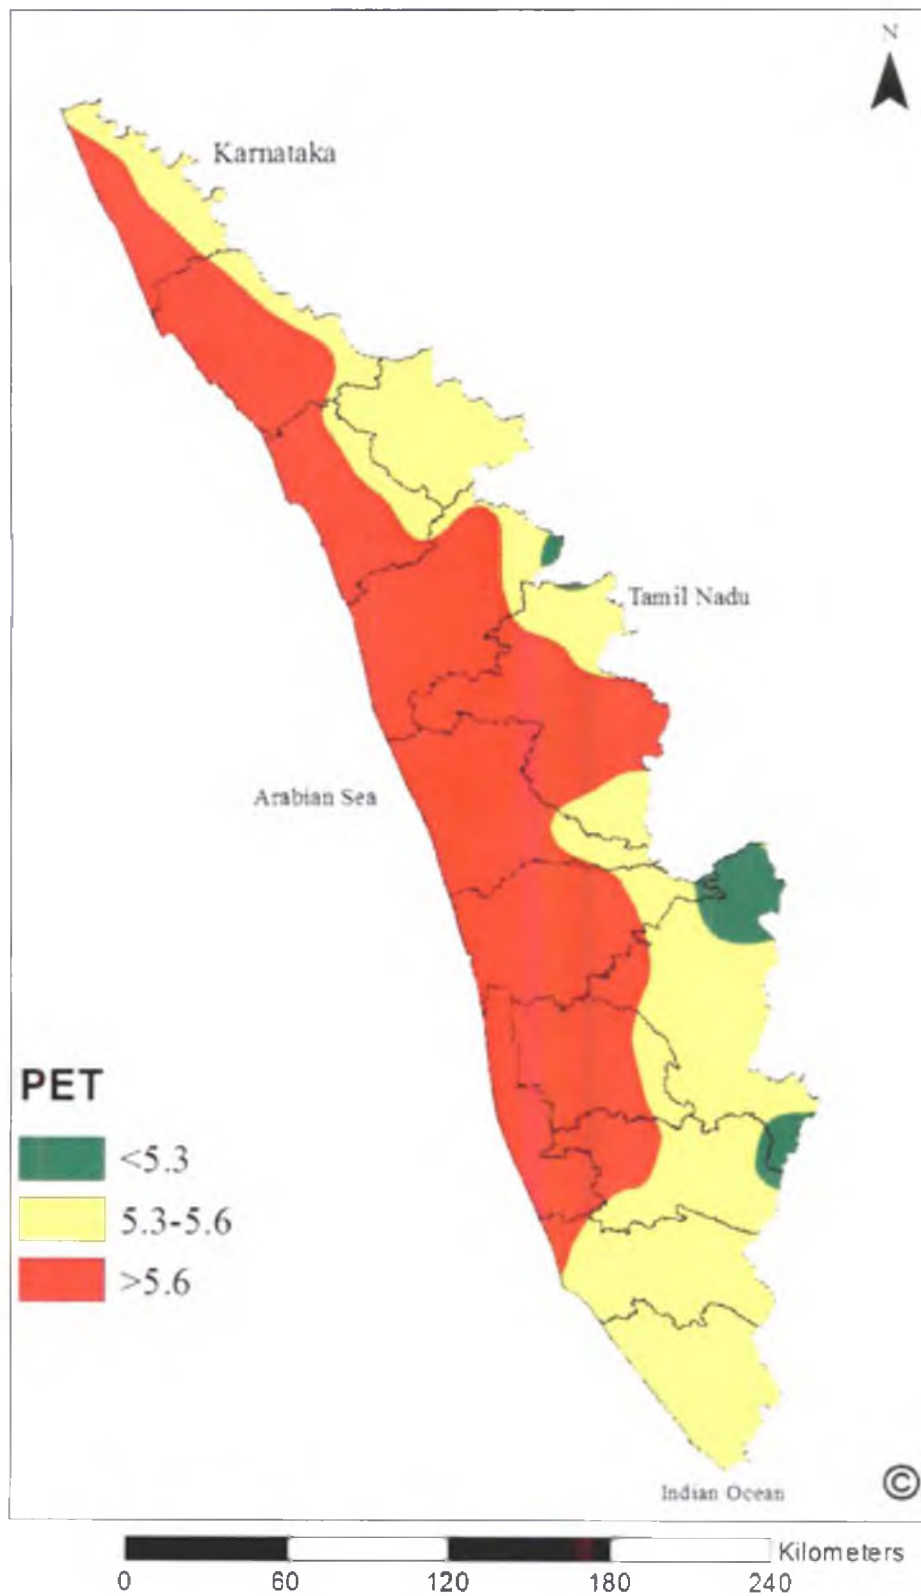 N
Karnataka
Tamil Nadu
Arabian Sea
PET
<5.3
5.3-5.6
>5.6
Indian Ocean
©
Kilometers
0 60 120 180 240